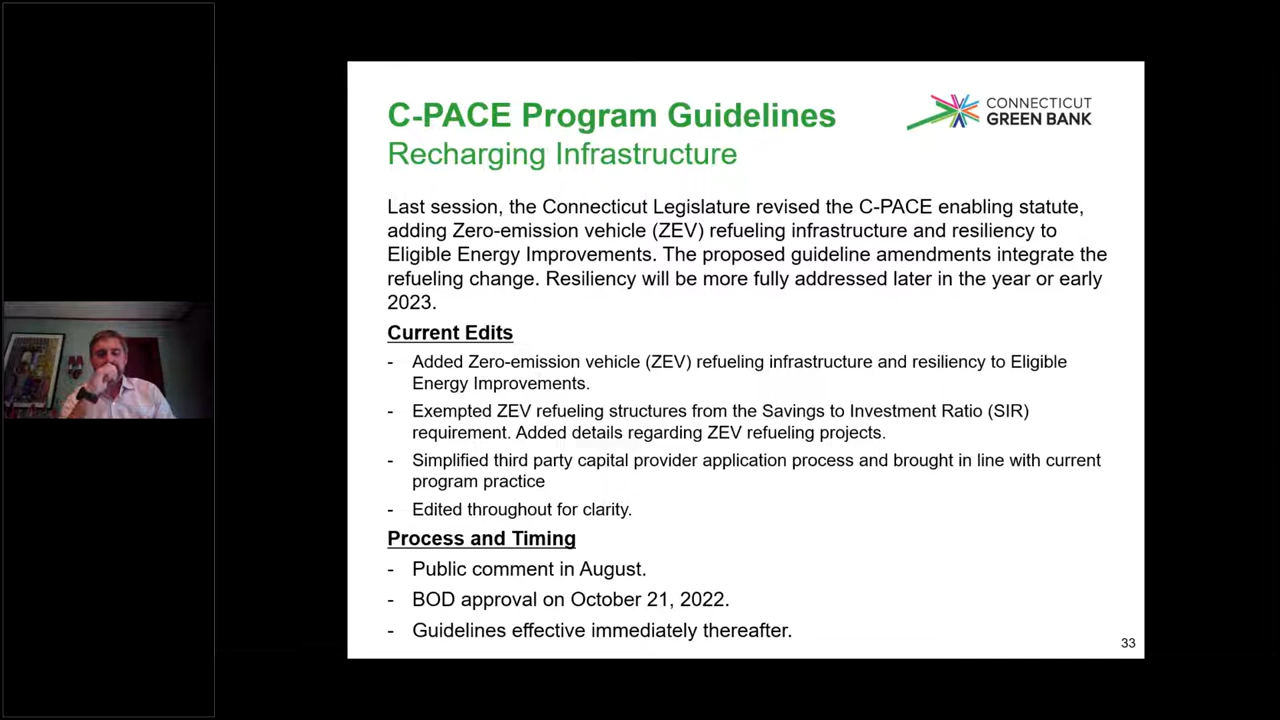 C-PACE Program Guidelines
Recharging Infrastructure
CONNECTICUT
GREEN BANK
Last session, the Connecticut Legislature revised the C-PACE enabling statute,
adding Zero-emission vehicle (ZEV) refueling infrastructure and resiliency to
Eligible Energy Improvements. The proposed guideline amendments integrate the
refueling change. Resiliency will be more fully addressed later in the year or early
2023.
Current Edits
- Added Zero-emission vehicle (ZEV) refueling infrastructure and resiliency to Eligible
Energy Improvements.
- Exempted ZEV refueling structures from the Savings to Investment Ratio (SIR)
requirement. Added details regarding ZEV refueling projects.
- Simplified third party capital provider application process and brought in line with current
program practice
- Edited throughout for clarity.
Process and Timing
- Public comment in August.
- BOD approval on October 21, 2022.
- Guidelines effective immediately thereafter.
33